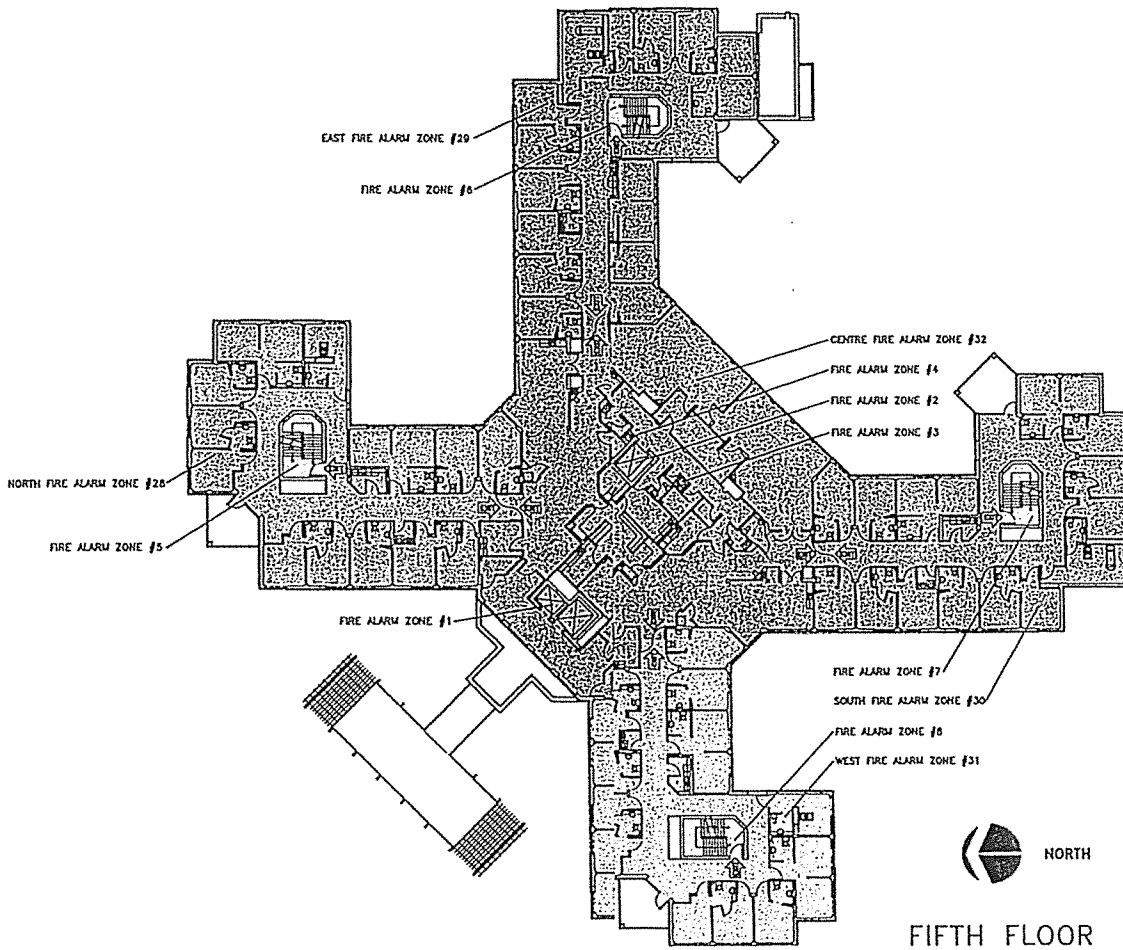 EAST FIRE ALARM ZONE #29
FIRE ALARM ZONE #6
CENTRE FIRE ALARM ZONE #32
FIRE ALARM ZONE #4
FIRE ALARM ZONE #2
FIRE ALARM ZONE #3
NORTH FIRE ALARM ZONE #28
FIRE ALARM ZONE #5
FIRE ALARM ZONE #1
FIRE ALARM ZONE #7
SOUTH FIRE ALARM ZONE #30
FIRE ALARM ZONE #8
WEST FIRE ALARM ZONE #31
NORTH
FIFTH FLOOR